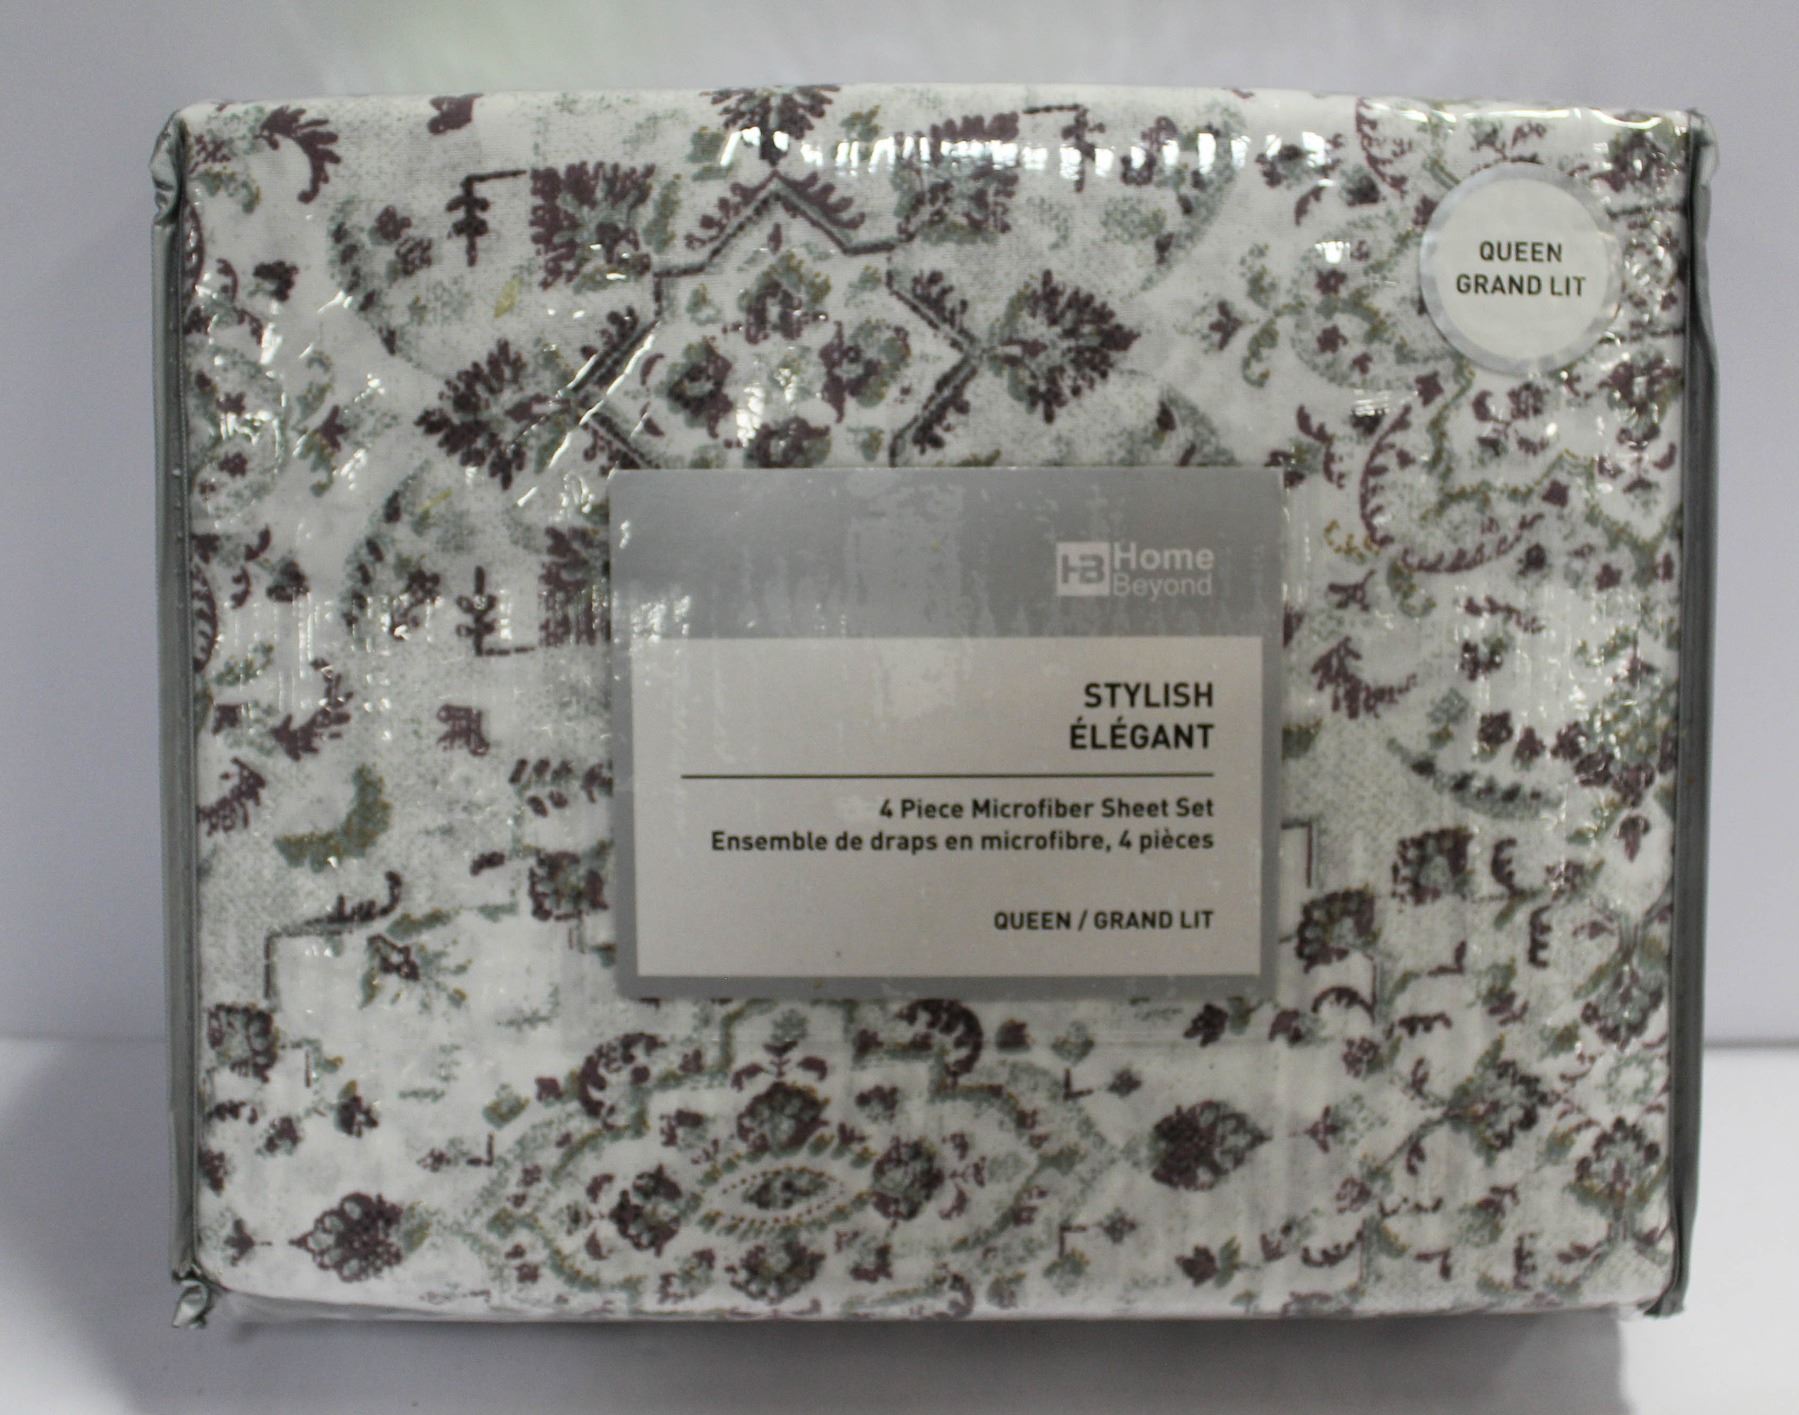 QUEEN
GRAND LIT
HB Home
Beyond
STYLISH
ÉLÉGANT
4 Piece Microfiber Sheet Set
Ensemble de draps en microfibre, 4 pièces
QUEEN / GRAND LIT